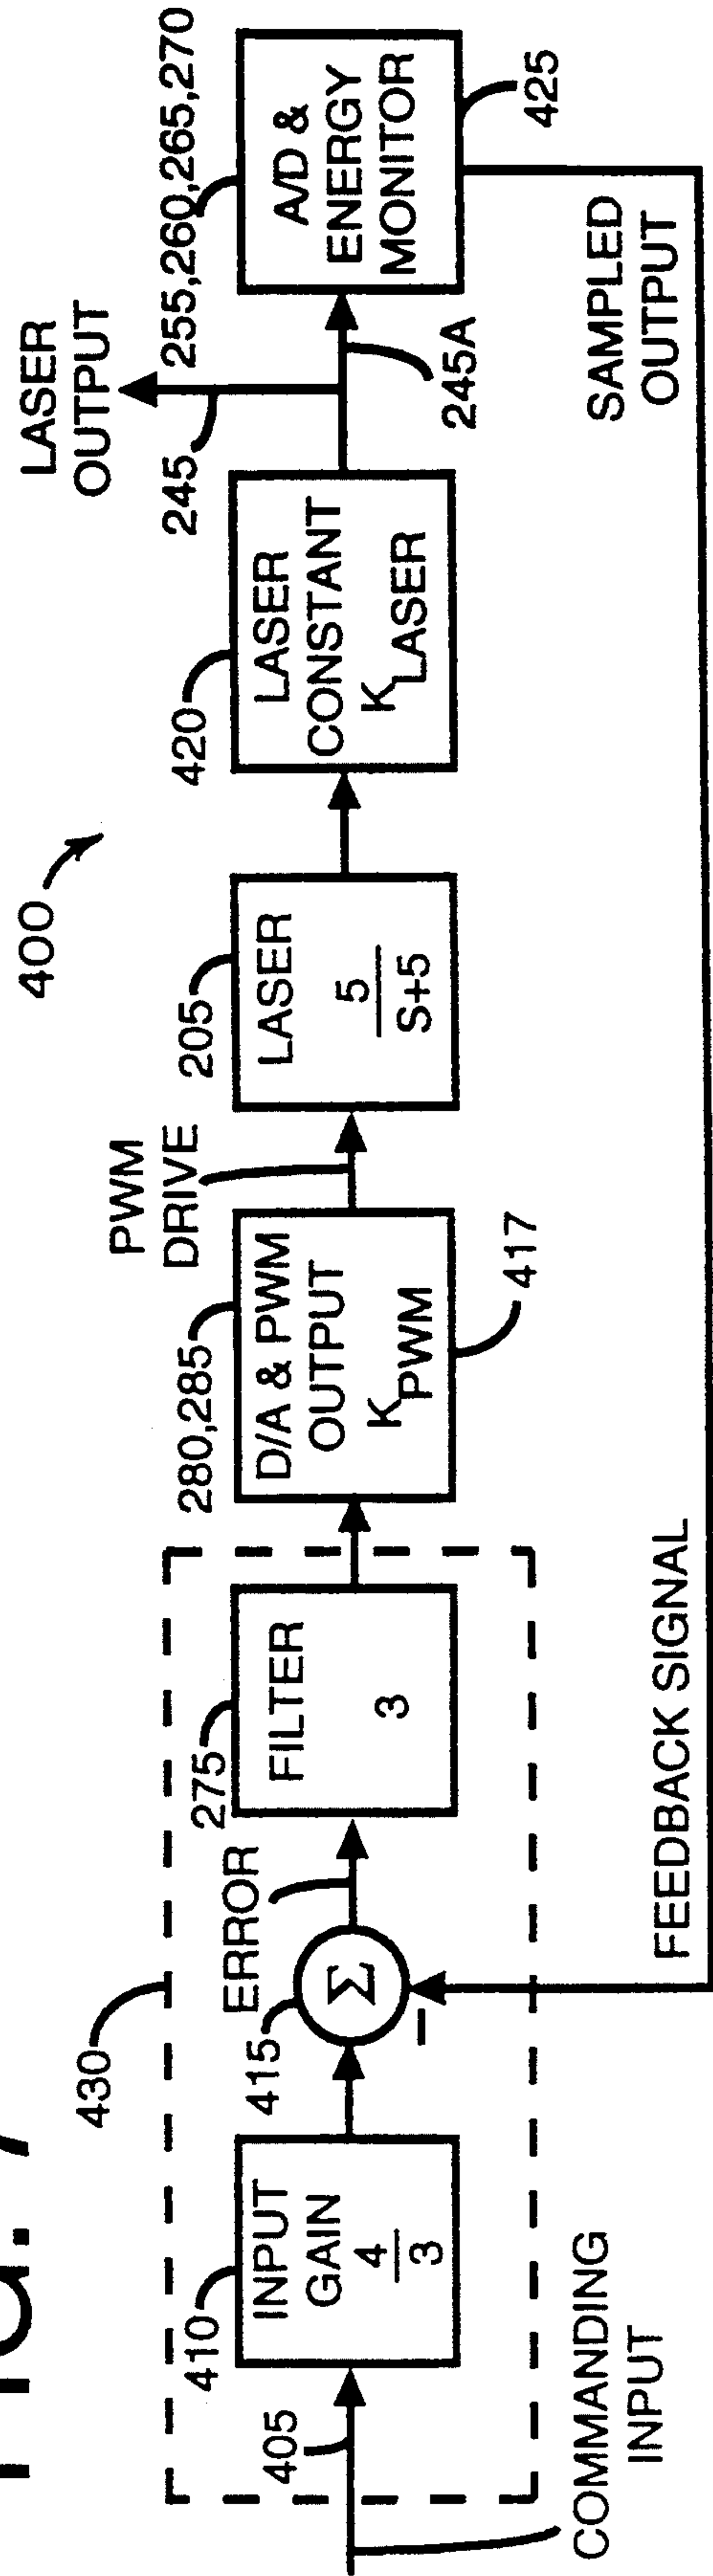 400
430
410
INPUT
GAIN
4
3
405
COMMANDING
INPUT
415
Σ
−
ERROR
275
FILTER
3
280,285
D/A & PWM
OUTPUT
KPWM
417
PWM
DRIVE
205
LASER
5
S+5
420
LASER
CONSTANT
KLASER
LASER
OUTPUT
245
245A
255,260,265,270
A/D &
ENERGY
MONITOR
425
SAMPLED
OUTPUT
FEEDBACK SIGNAL